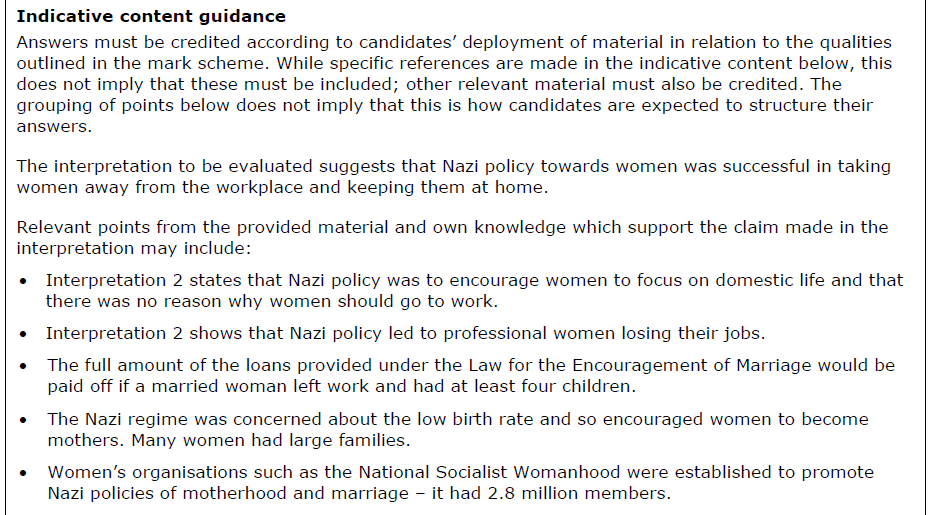 Indicative content guidance
Answers must be credited according to candidates’ deployment of material in relation to the qualities
outlined in the mark scheme. While specific references are made in the indicative content below, this
does not imply that these must be included; other relevant material must also be credited. The
grouping of points below does not imply that this is how candidates are expected to structure their
answers.
The interpretation to be evaluated suggests that Nazi policy towards women was successful in taking
women away from the workplace and keeping them at home.
Relevant points from the provided material and own knowledge which support the claim made in the
interpretation may include:
• Interpretation 2 states that Nazi policy was to encourage women to focus on domestic life and that
there was no reason why women should go to work.
• Interpretation 2 shows that Nazi policy led to professional women losing their jobs.
• The full amount of the loans provided under the Law for the Encouragement of Marriage would be
paid off if a married woman left work and had at least four children.
• The Nazi regime was concerned about the low birth rate and so encouraged women to become
mothers. Many women had large families.
• Women’s organisations such as the National Socialist Womanhood were established to promote
Nazi policies of motherhood and marriage – it had 2.8 million members.